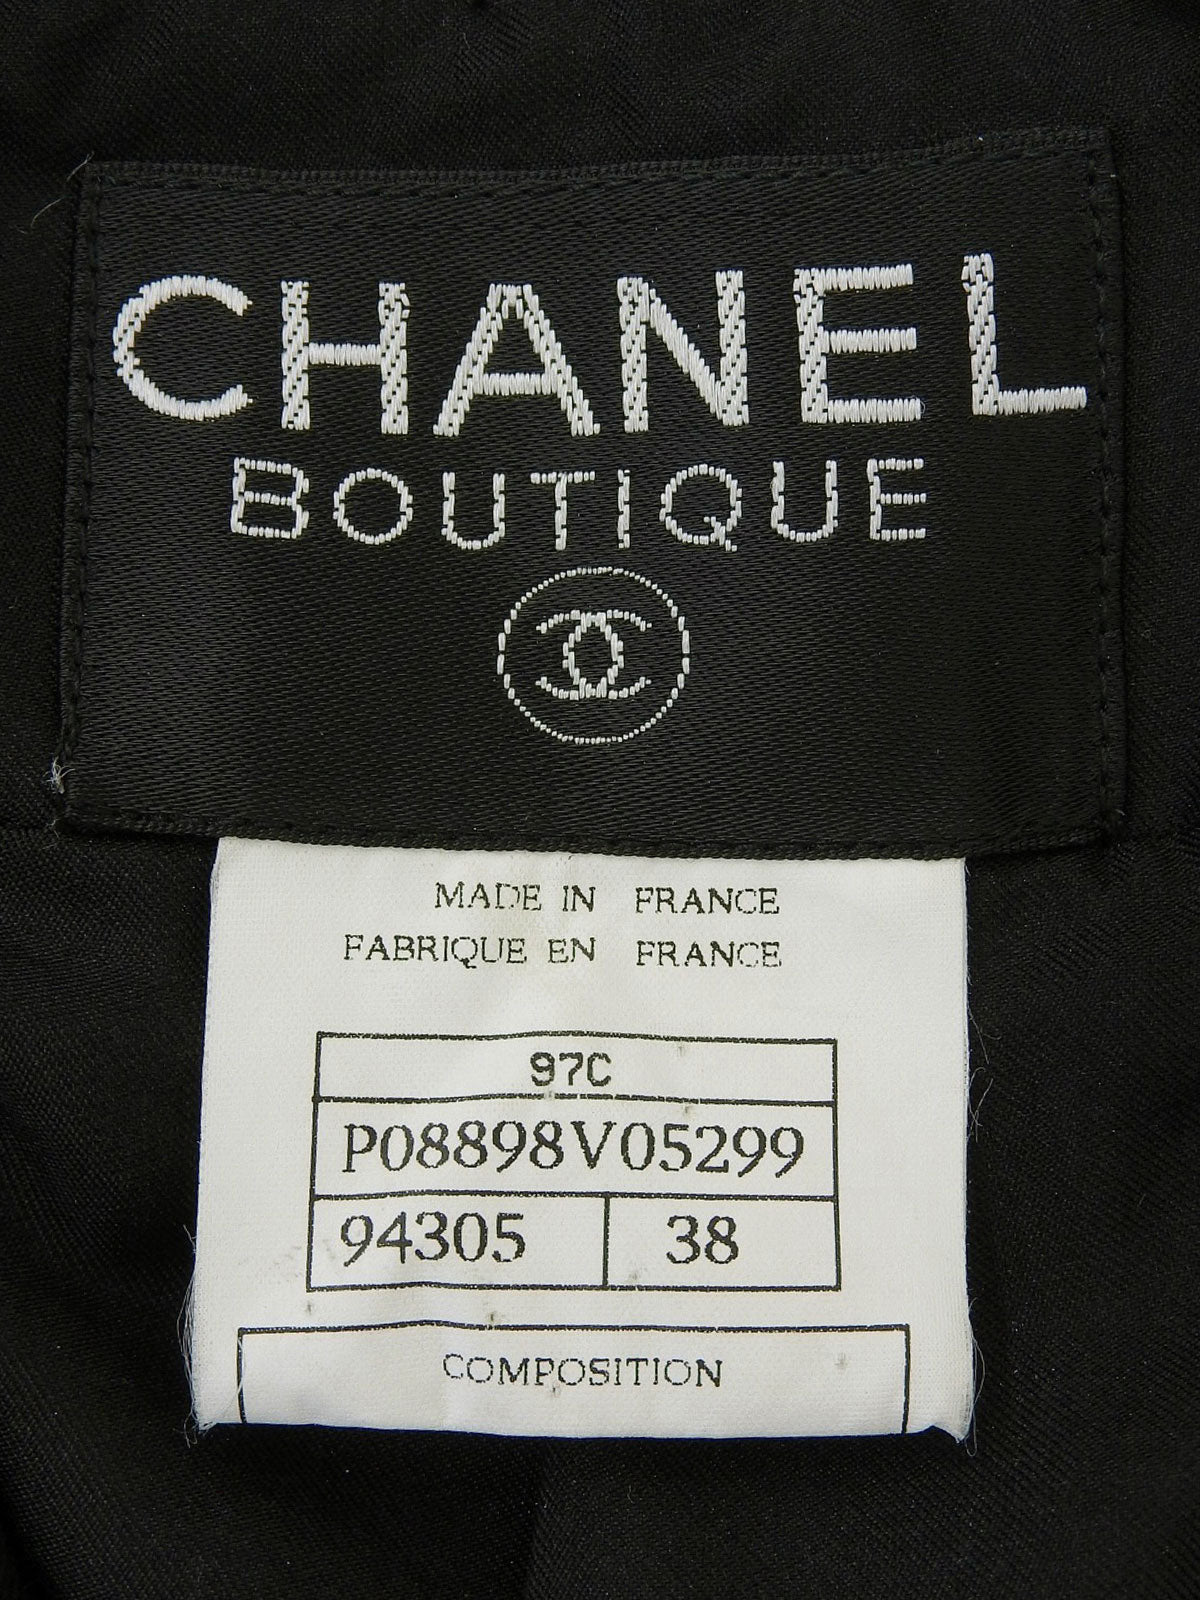 CHANEL
BOUTIQUE
MADE IN FRANCE
FABRIQUE EN FRANCE
97C
P08898V05299
94305 38
COMPOSITION